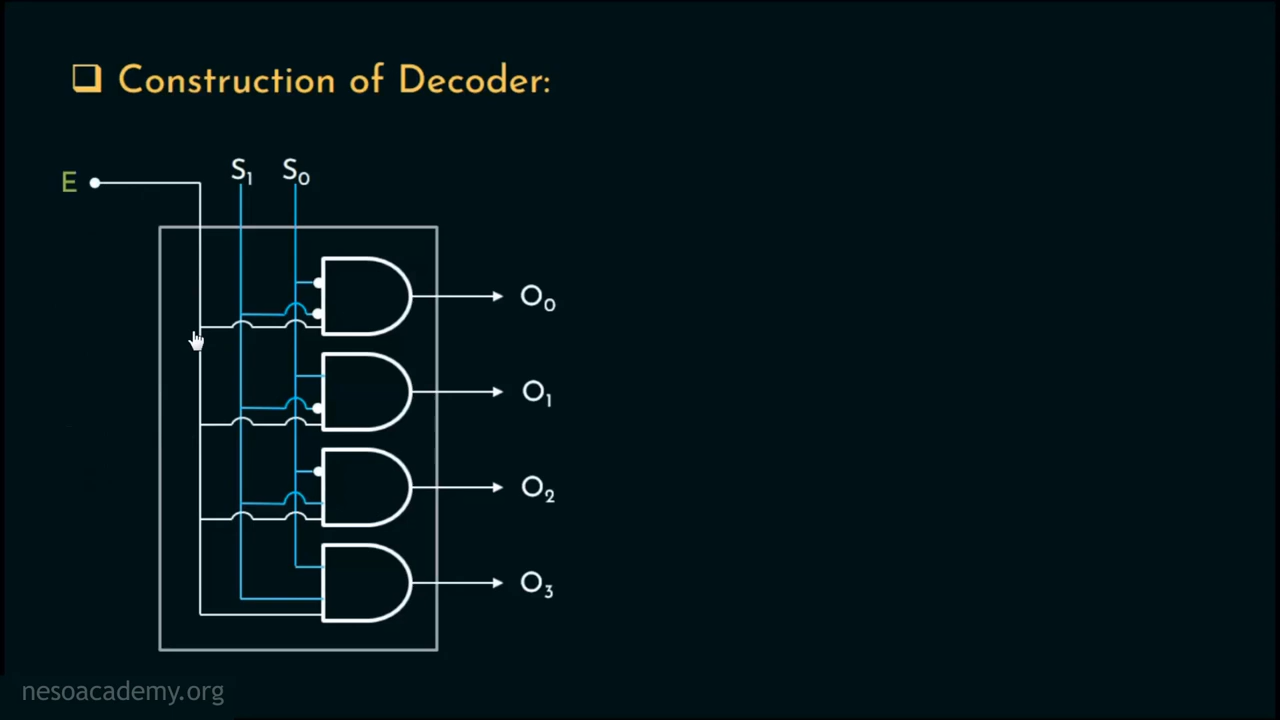 ❑ Construction of Decoder:
E
S₁ S₀
O₀
O₁
O₂
O₃
nesoacademy.org